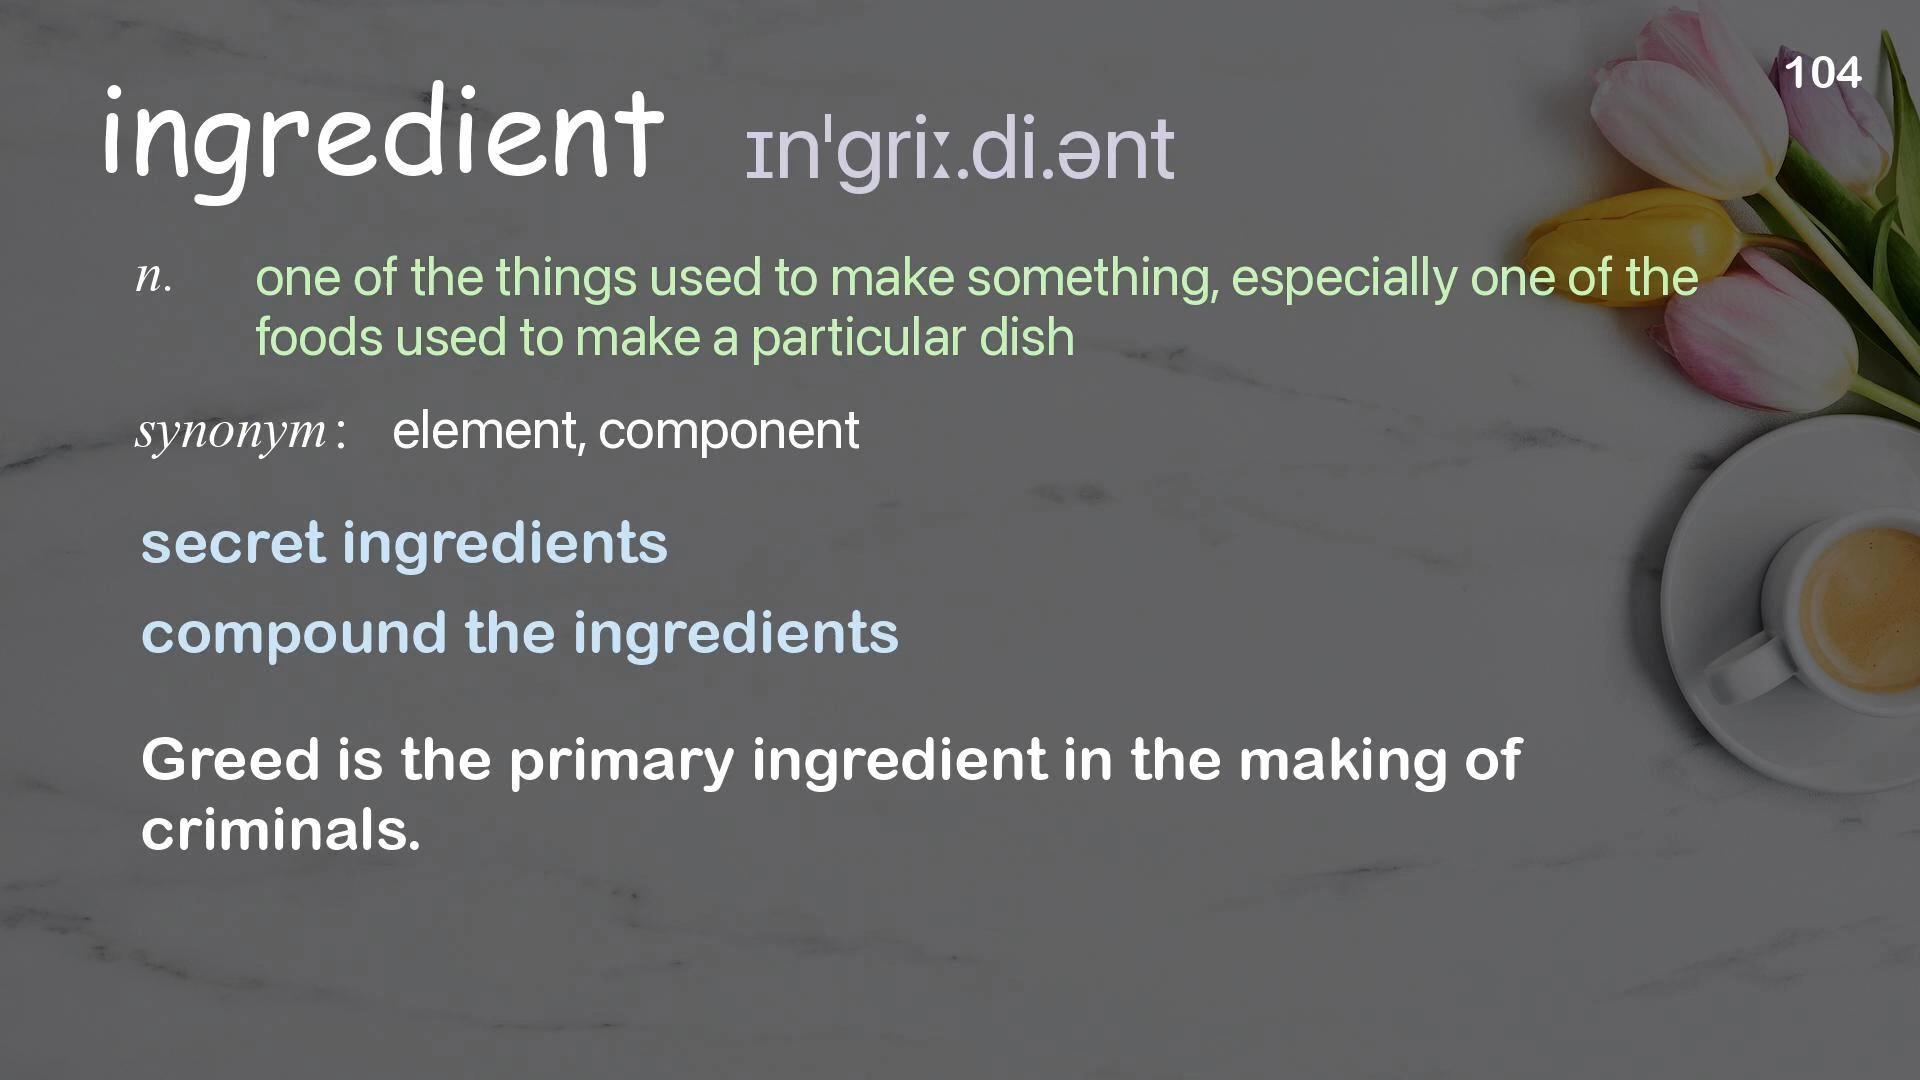 104
ingredient ɪnˈɡriː.di.ənt
n. one of the things used to make something, especially one of the
foods used to make a particular dish
synonym: element, component
secret ingredients
compound the ingredients
Greed is the primary ingredient in the making of
criminals.